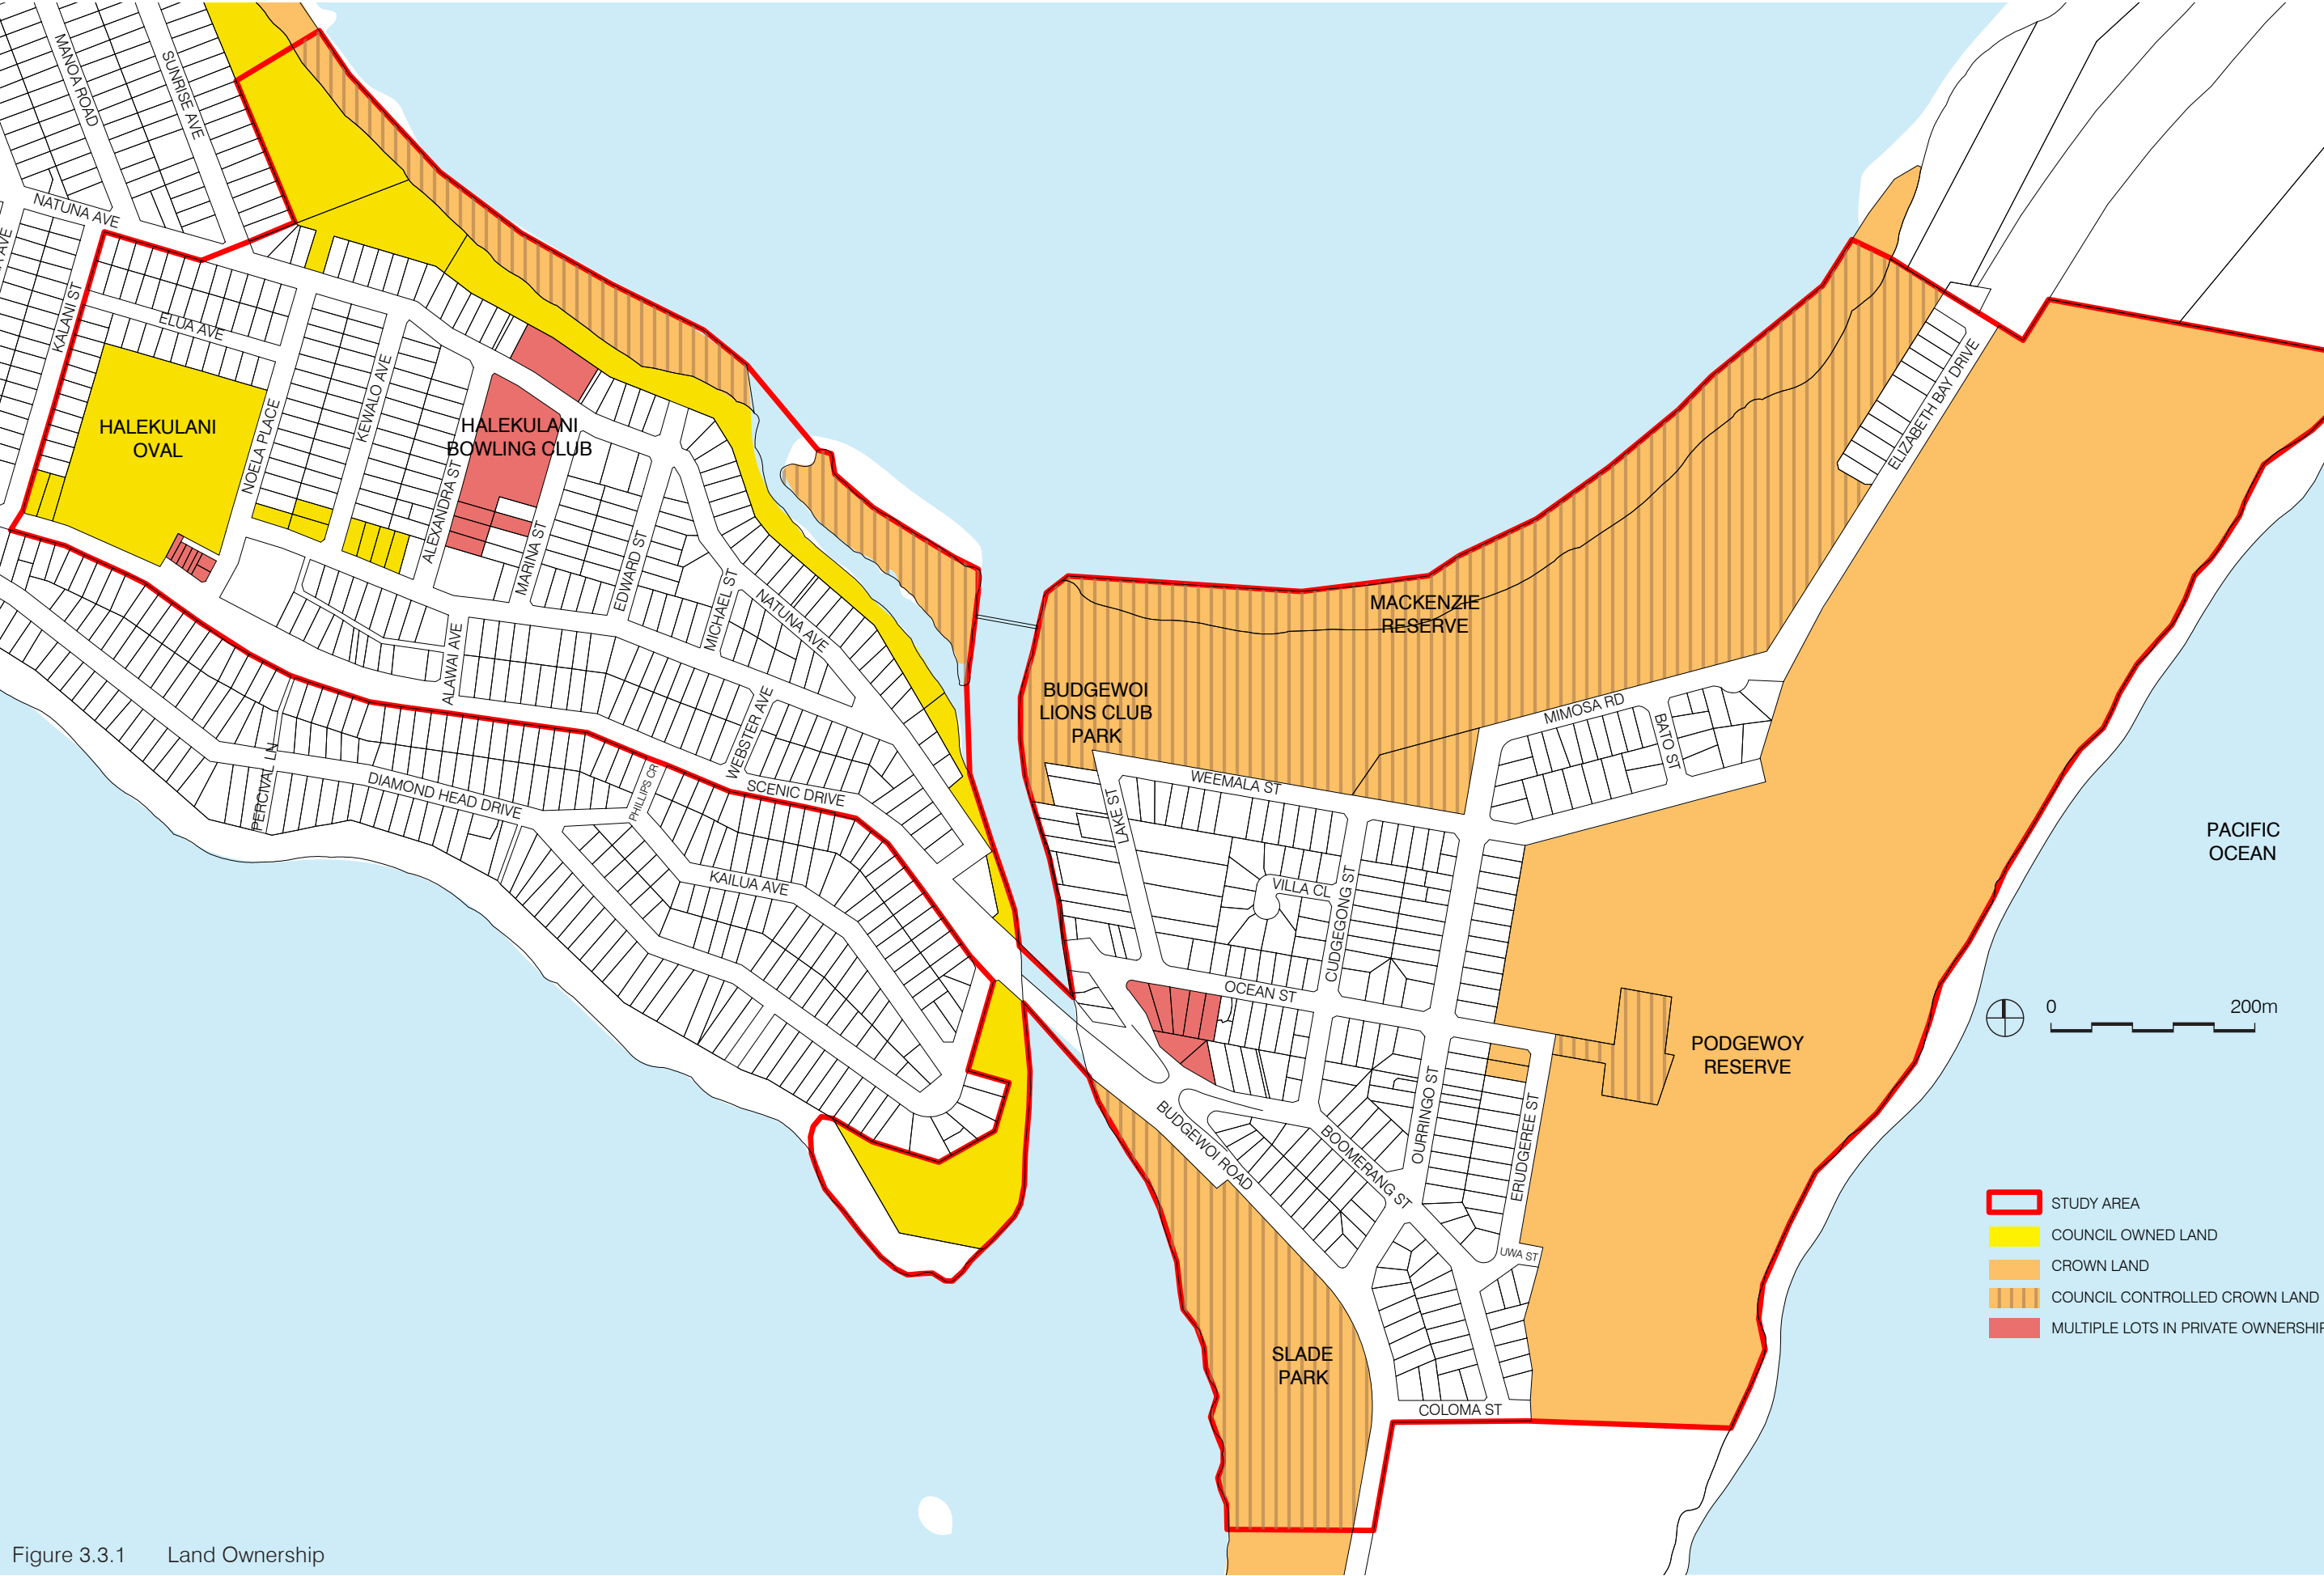 MANOA ROAD
SUNRISE AVE
NATUNA AVE
AVE
KALANI ST
ELUA AVE
HALEKULANI
OVAL
NOELA PLACE
KEWALO AVE
HALEKULANI
BOWLING CLUB
ALEXANDRA ST
MARINA ST
EDWARD ST
MICHAEL ST
NATUNA AVE
ALAWAI AVE
WEBSTER AVE
SCENIC DRIVE
PERCIVAL LN
DIAMOND HEAD DRIVE
PHILLIPS CR
KAILUA AVE
ELIZABETH BAY DRIVE
MACKENZIE
RESERVE
BUDGEWOI
LIONS CLUB
PARK
MIMOSA RD
BATO ST
WEEMALA ST
LAKE ST
VILLA CL
CUDGEGONG ST
OCEAN ST
PACIFIC
OCEAN
PODGEWOY
RESERVE
0 200m
OURRINGO ST
ERUDGEREE ST
BUDGEWOI ROAD
BOOMERANG ST
UWA ST
SLADE
PARK
COLOMA ST
STUDY AREA
COUNCIL OWNED LAND
CROWN LAND
COUNCIL CONTROLLED CROWN LAND
MULTIPLE LOTS IN PRIVATE OWNERSHIP
Figure 3.3.1 Land Ownership